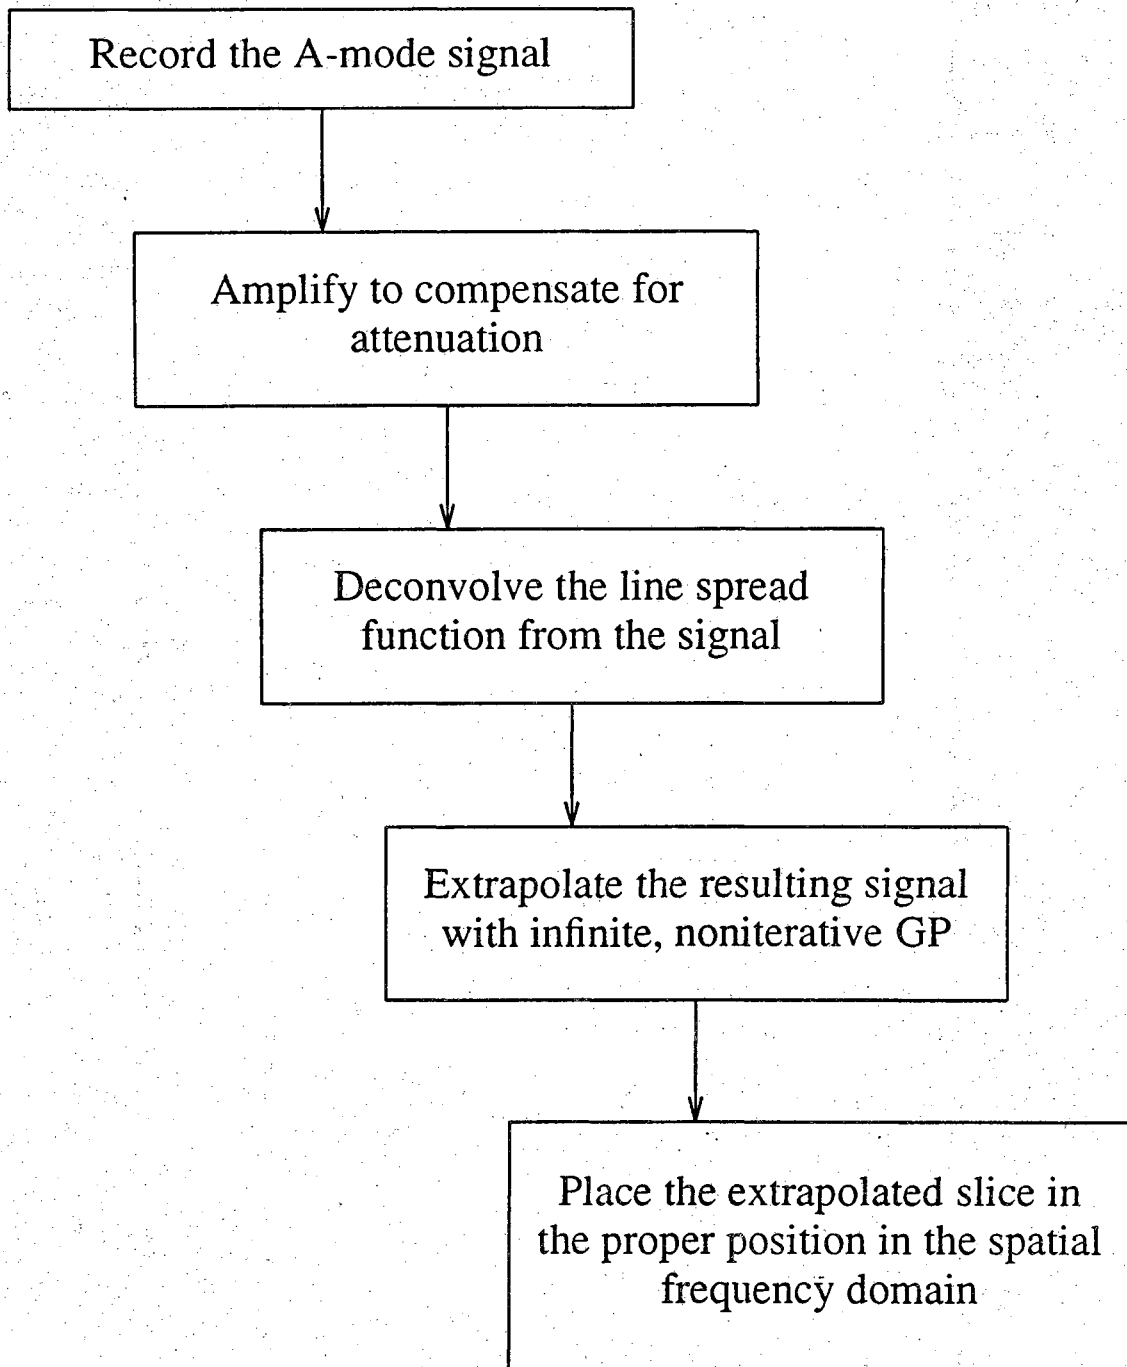 Record the A-mode signal
Amplify to compensate for
attenuation
Deconvolve the line spread
function from the signal
Extrapolate the resulting signal
with infinite, noniterative GP
Place the extrapolated slice in
the proper position in the spatial
frequency domain